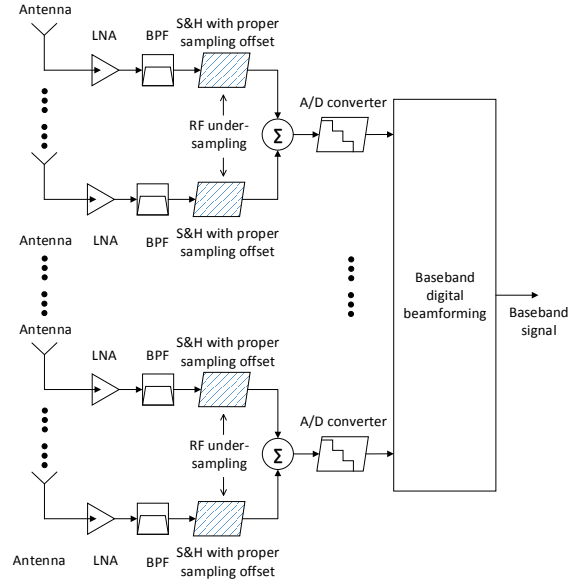 Antenna
LNA
BPF
S&H with proper
sampling offset
A/D converter
RF under-
sampling
Σ
Antenna
LNA
BPF
S&H with proper
sampling offset
Baseband
digital
beamforming
Baseband
signal
Antenna
LNA
BPF
S&H with proper
sampling offset
A/D converter
RF under-
sampling
Σ
Antenna
LNA
BPF
S&H with proper
sampling offset